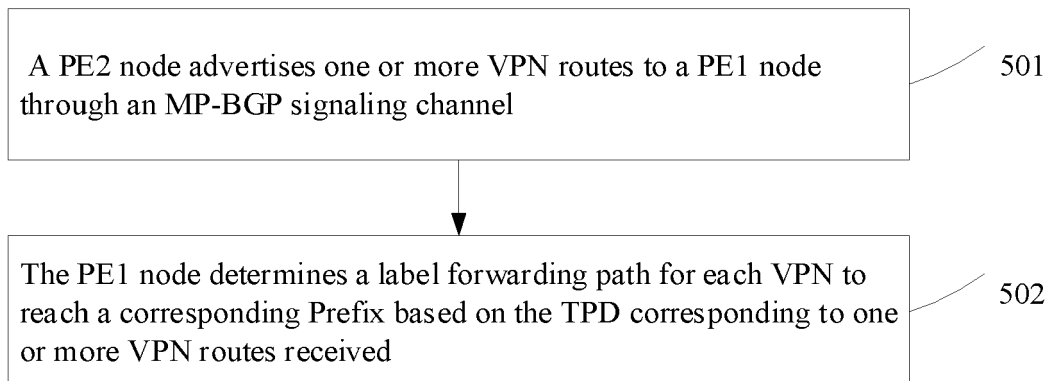 A PE2 node advertises one or more VPN routes to a PE1 node
through an MP-BGP signaling channel
501
The PE1 node determines a label forwarding path for each VPN to
reach a corresponding Prefix based on the TPD corresponding to one
or more VPN routes received
502